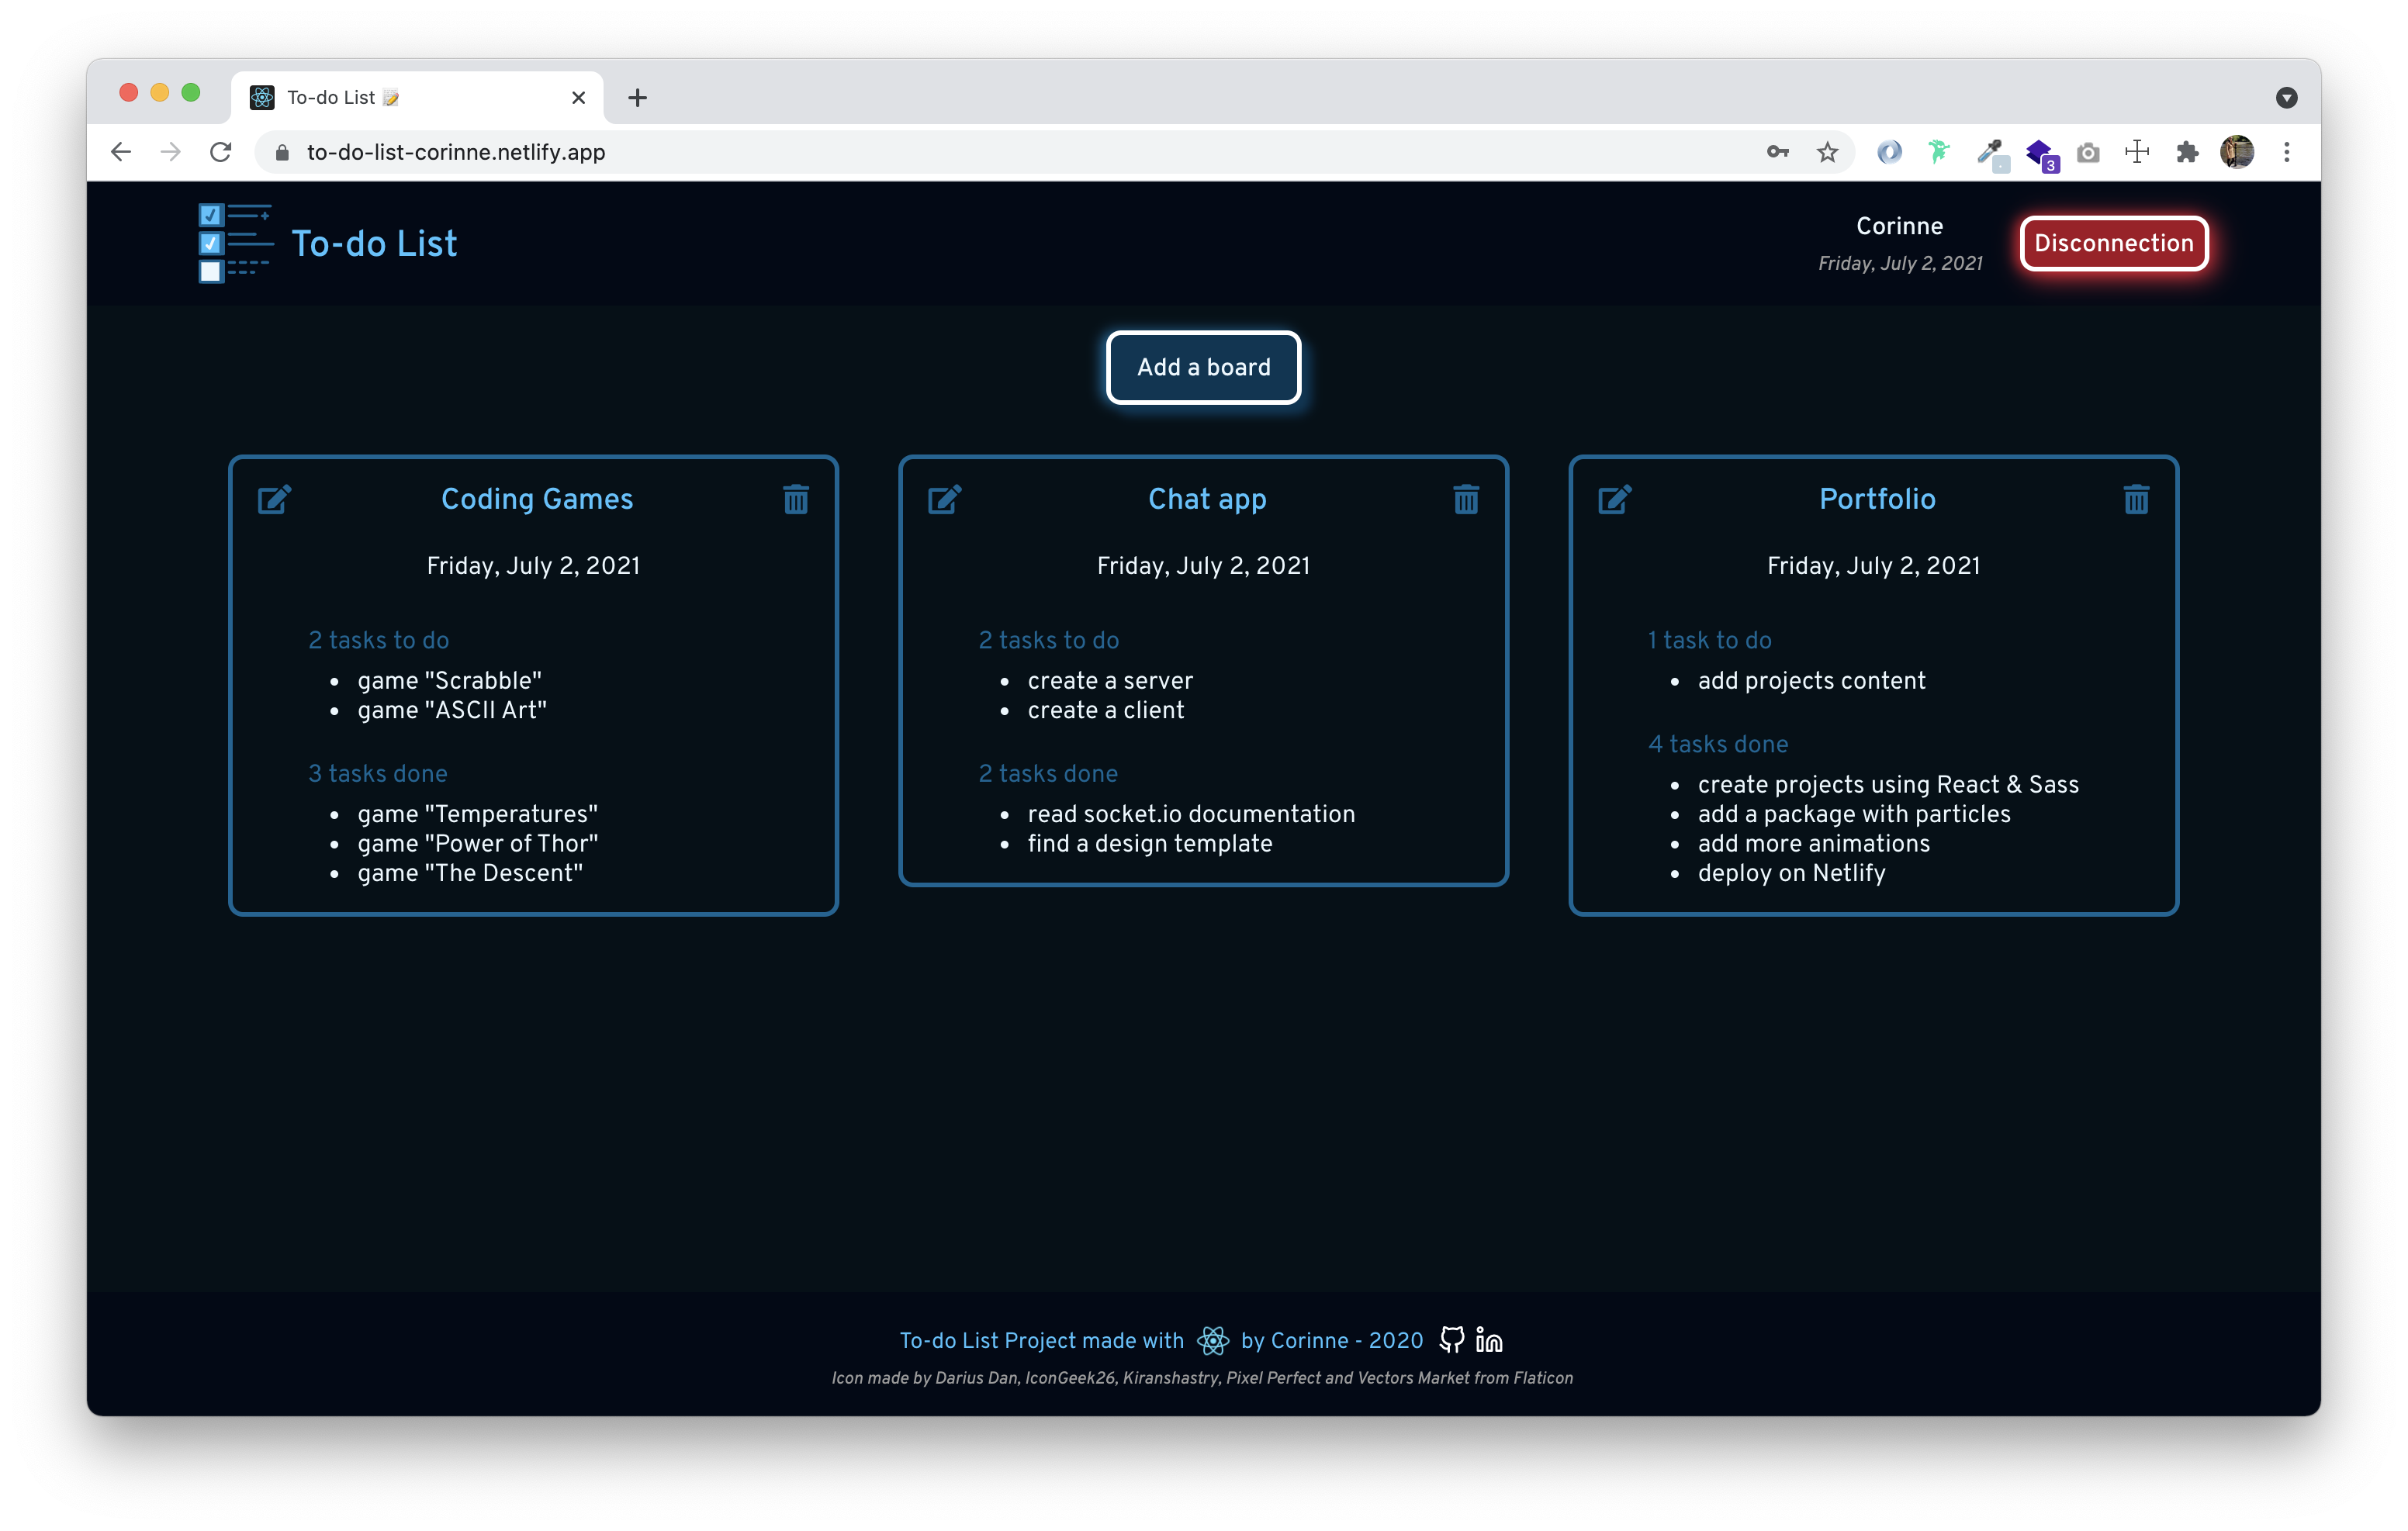 To-do List 📝
to-do-list-corinne.netlify.app
3
To-do List
Corinne
Friday, July 2, 2021
Disconnection
Add a board
Coding Games
Friday, July 2, 2021
2 tasks to do
game "Scrabble"
game "ASCII Art"
3 tasks done
game "Temperatures"
game "Power of Thor"
game "The Descent"
Chat app
Friday, July 2, 2021
2 tasks to do
create a server
create a client
2 tasks done
read socket.io documentation
find a design template
Portfolio
Friday, July 2, 2021
1 task to do
add projects content
4 tasks done
create projects using React & Sass
add a package with particles
add more animations
deploy on Netlify
To-do List Project made with by Corinne - 2020
Icon made by Darius Dan, IconGeek26, Kiranshastry, Pixel Perfect and Vectors Market from Flaticon